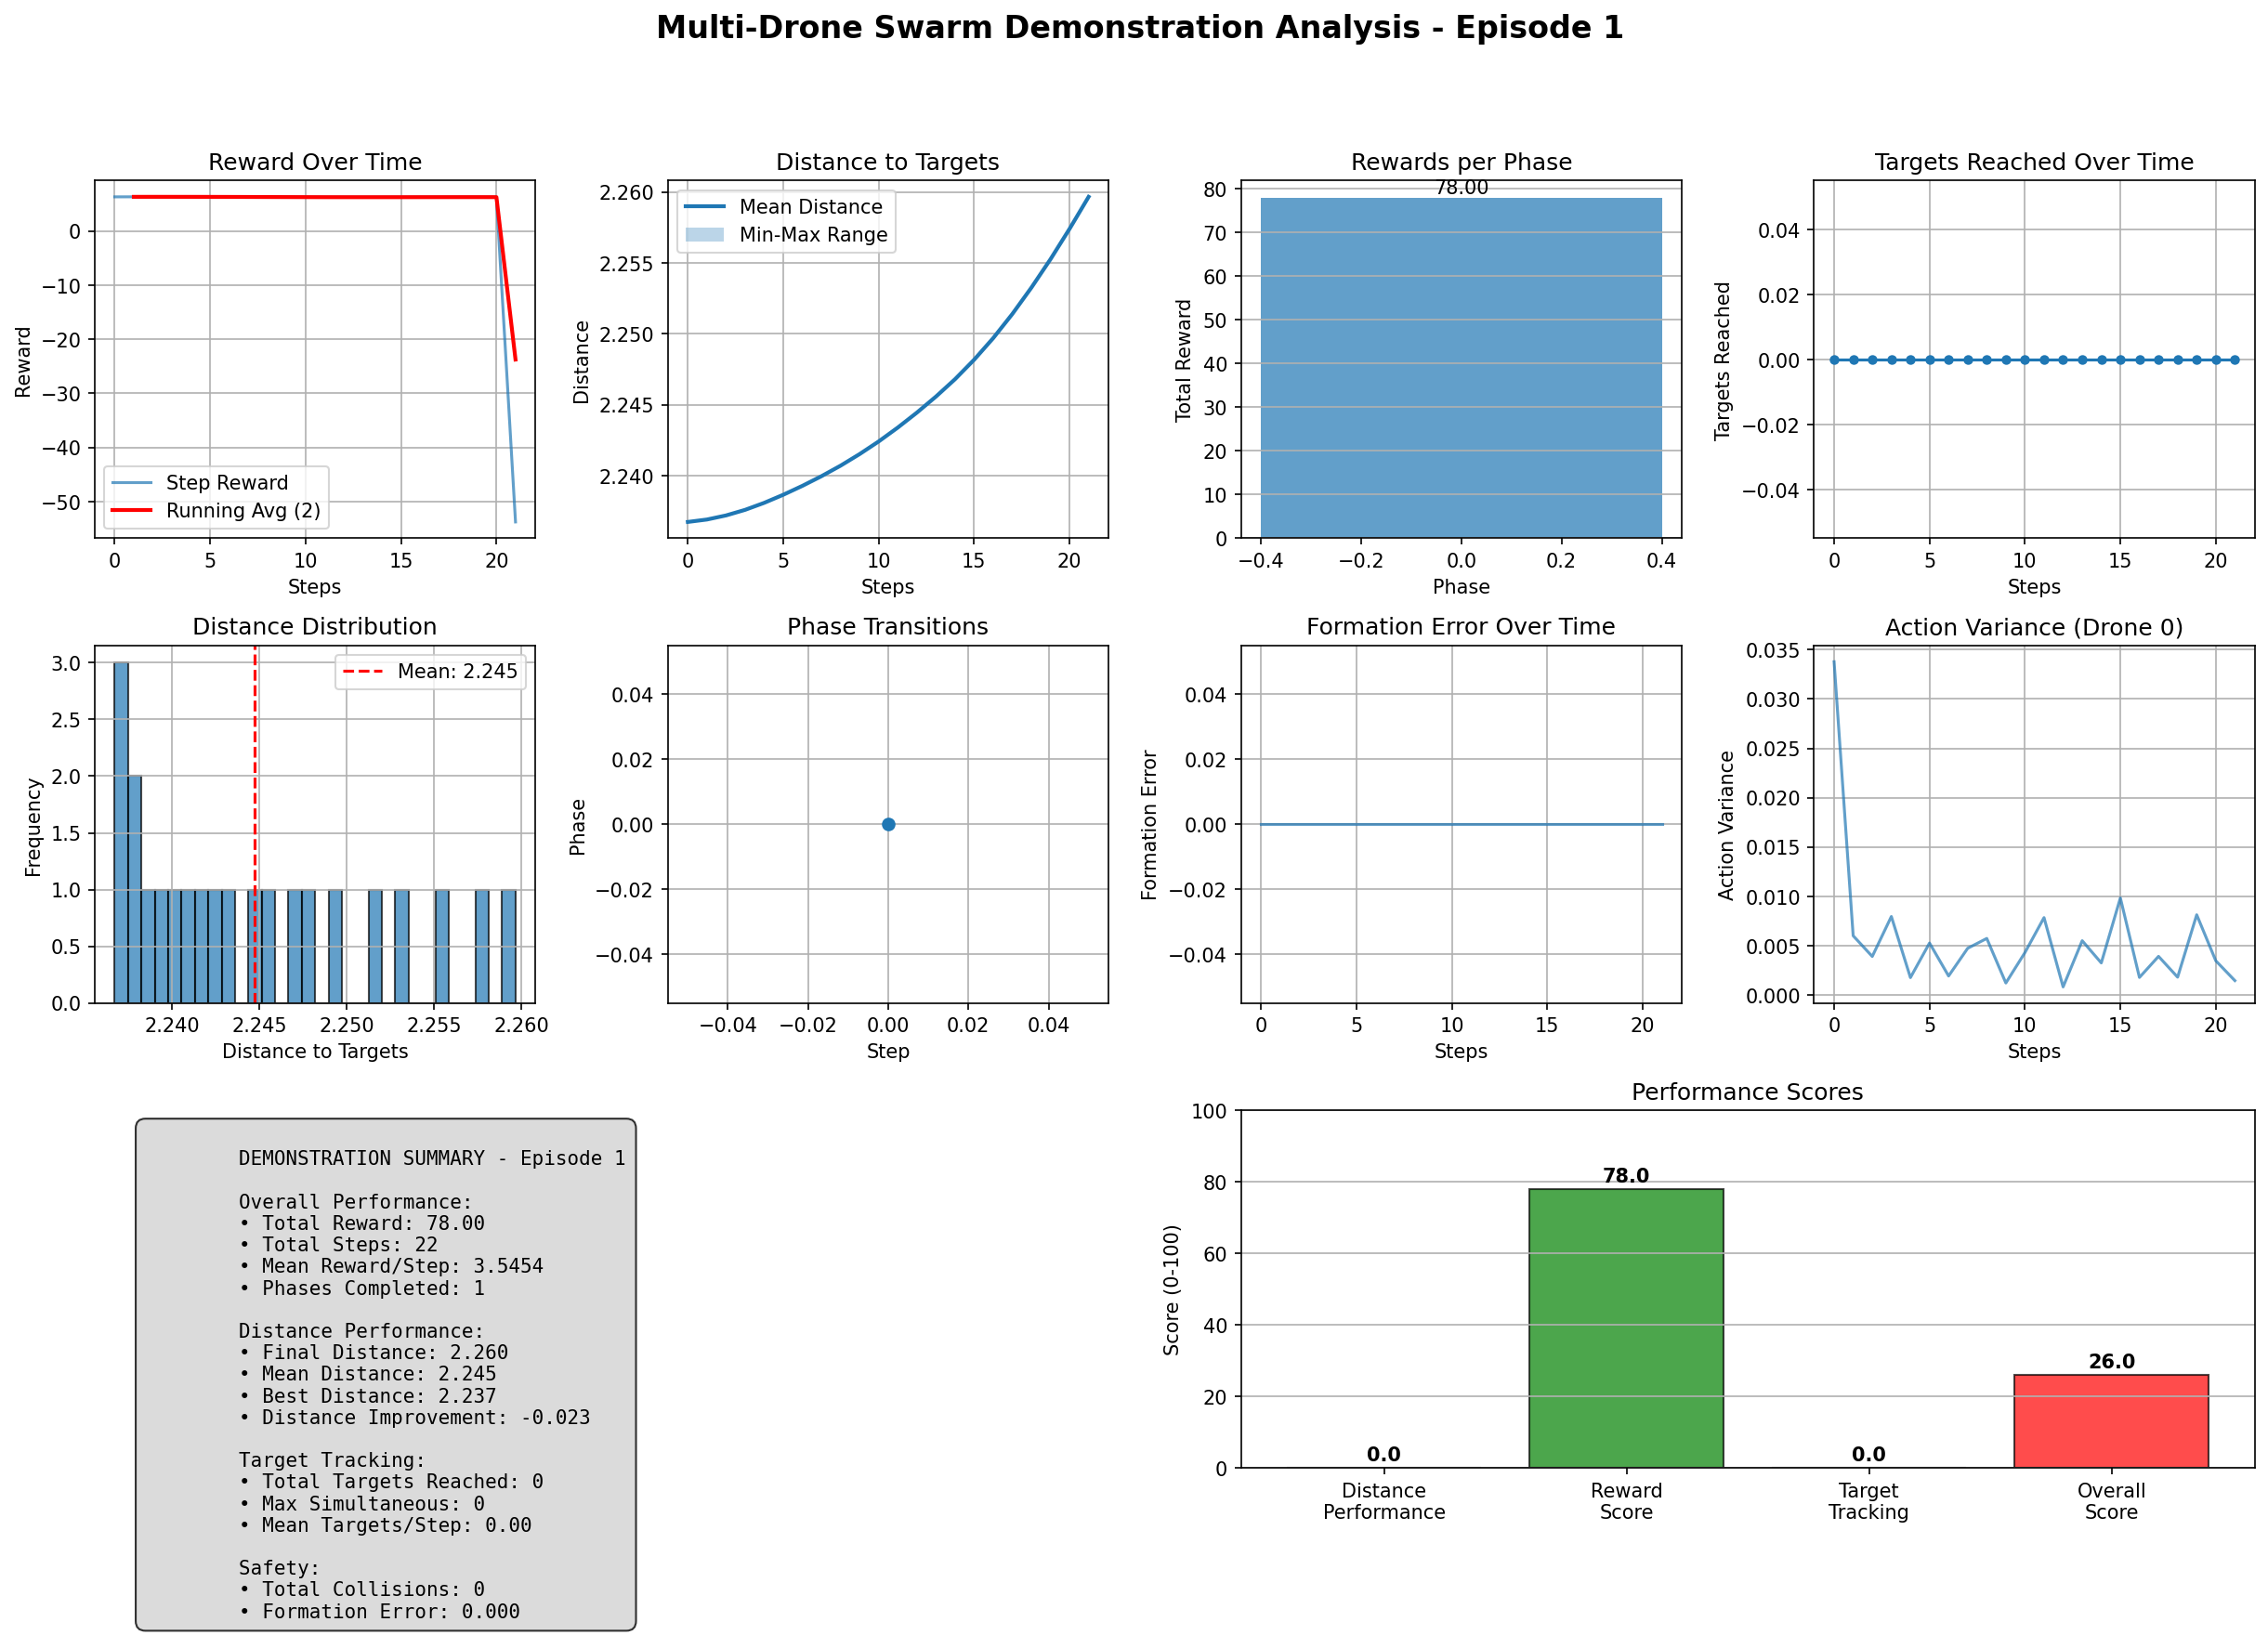 Multi-Drone Swarm Demonstration Analysis - Episode 1
Reward Over Time
0
−10
−20
−30
−40
−50
Reward
Step Reward
Running Avg (2)
0 5 10 15 20
Steps
Distance to Targets
2.260
2.255
2.250
2.245
2.240
Distance
Mean Distance
Min-Max Range
0 5 10 15 20
Steps
Rewards per Phase
80
70
60
50
40
30
20
10
0
Total Reward
78.00
−0.4 −0.2 0.0 0.2 0.4
Phase
Targets Reached Over Time
0.04
0.02
0.00
−0.02
−0.04
Targets Reached
0 5 10 15 20
Steps
Distance Distribution
3.0
2.5
2.0
1.5
1.0
0.5
0.0
Frequency
Mean: 2.245
2.240 2.245 2.250 2.255 2.260
Distance to Targets
Phase Transitions
0.04
0.02
0.00
−0.02
−0.04
Phase
−0.04 −0.02 0.00 0.02 0.04
Step
Formation Error Over Time
0.04
0.02
0.00
−0.02
−0.04
Formation Error
0 5 10 15 20
Steps
Action Variance (Drone 0)
0.035
0.030
0.025
0.020
0.015
0.010
0.005
0.000
Action Variance
0 5 10 15 20
Steps
DEMONSTRATION SUMMARY - Episode 1
Overall Performance:
• Total Reward: 78.00
• Total Steps: 22
• Mean Reward/Step: 3.5454
• Phases Completed: 1
Distance Performance:
• Final Distance: 2.260
• Mean Distance: 2.245
• Best Distance: 2.237
• Distance Improvement: -0.023
Target Tracking:
• Total Targets Reached: 0
• Max Simultaneous: 0
• Mean Targets/Step: 0.00
Safety:
• Total Collisions: 0
• Formation Error: 0.000
Performance Scores
100
80
60
40
20
0
Score (0-100)
0.0
78.0
0.0
26.0
Distance
Performance
Reward
Score
Target
Tracking
Overall
Score